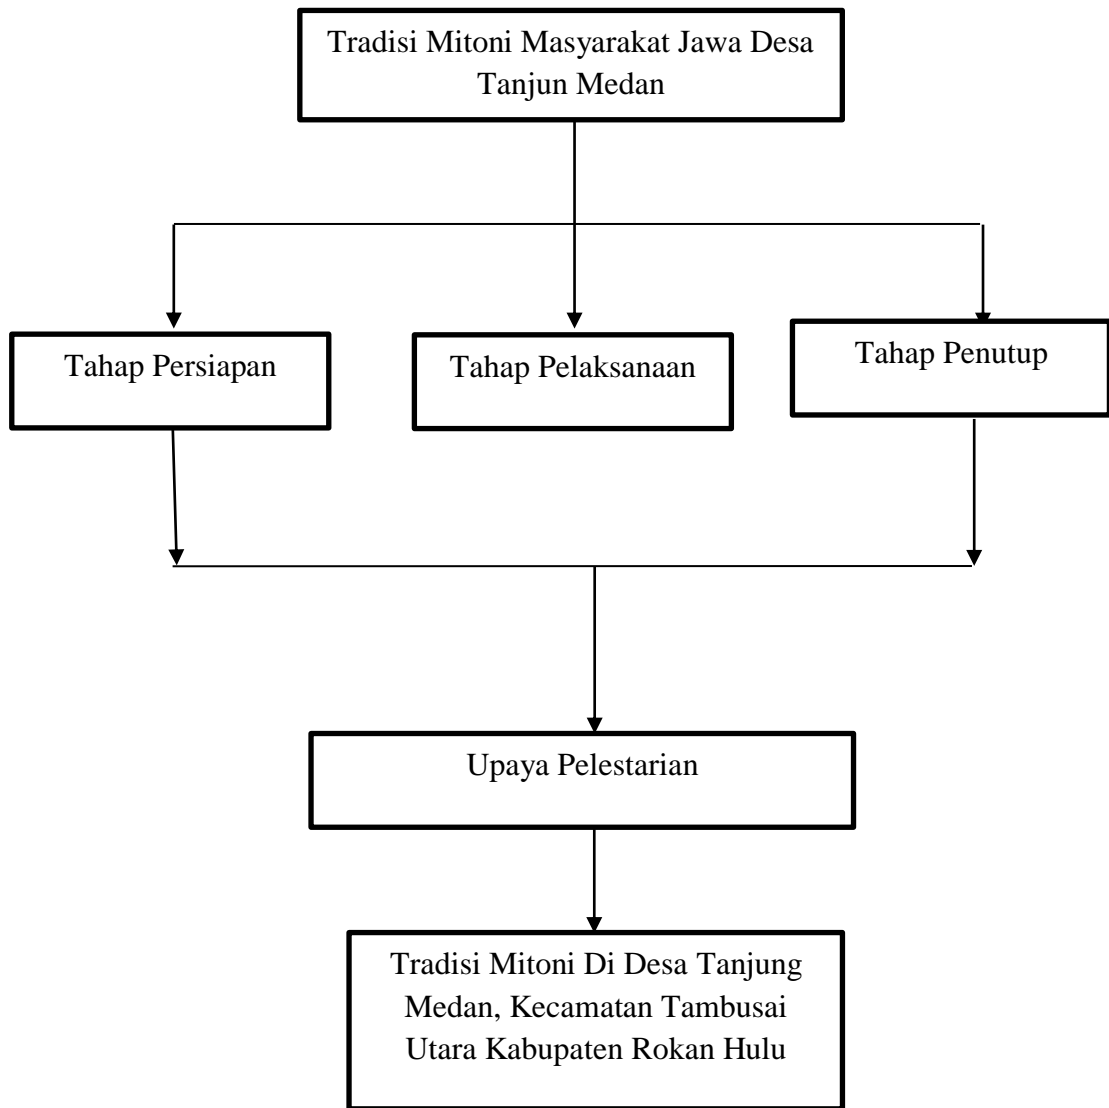 Tradisi Mitoni Masyarakat Jawa Desa
Tanjun Medan
Tahap Persiapan
Tahap Pelaksanaan
Tahap Penutup
Upaya Pelestarian
Tradisi Mitoni Di Desa Tanjung
Medan, Kecamatan Tambusai
Utara Kabupaten Rokan Hulu